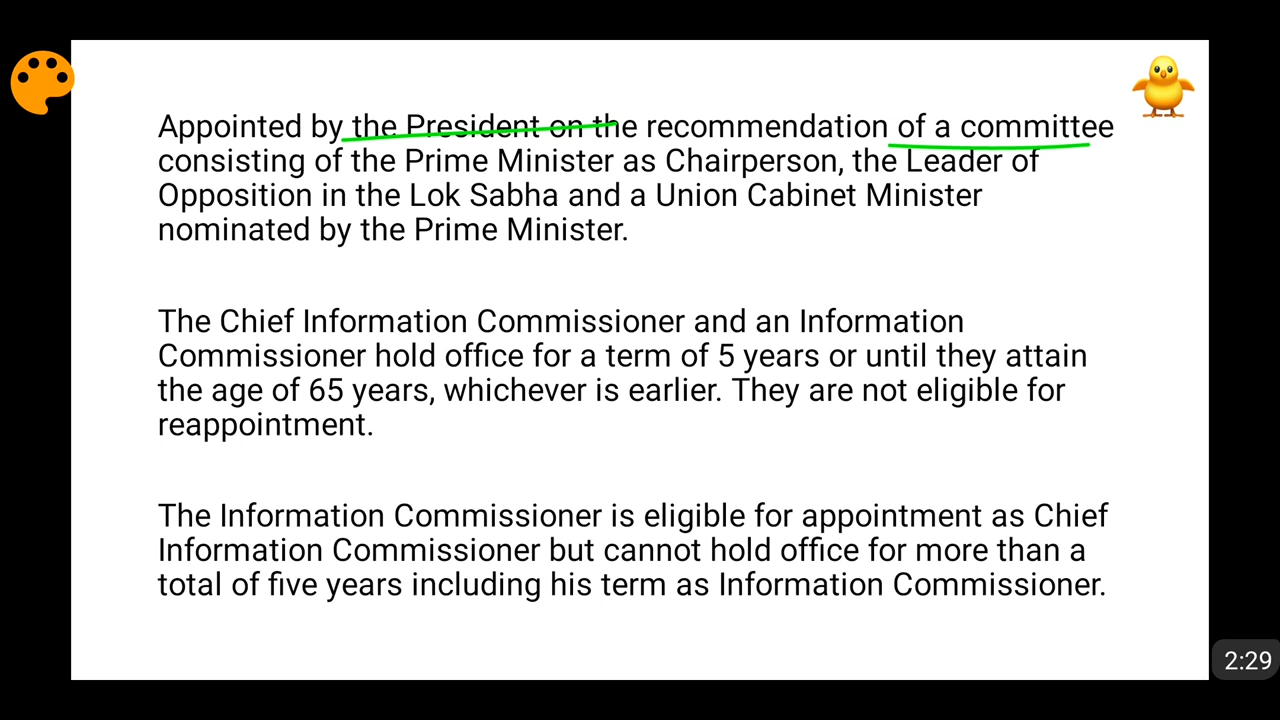 Appointed by the President on the recommendation of a committee
consisting of the Prime Minister as Chairperson, the Leader of
Opposition in the Lok Sabha and a Union Cabinet Minister
nominated by the Prime Minister.
The Chief Information Commissioner and an Information
Commissioner hold office for a term of 5 years or until they attain
the age of 65 years, whichever is earlier. They are not eligible for
reappointment.
The Information Commissioner is eligible for appointment as Chief
Information Commissioner but cannot hold office for more than a
total of five years including his term as Information Commissioner.
2:29